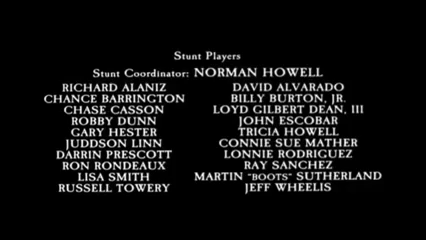 Stunt Players
Stunt Coordinator: NORMAN HOWELL
RICHARD ALANIZ DAVID ALVARADO
CHANCE BARRINGTON BILLY BURTON, JR.
CHASE CASSON LOYD GILBERT DEAN, III
ROBBY DUNN JOHN ESCOBAR
GARY HESTER TRICIA HOWELL
JUDDSON LINN CONNIE SUE MATHER
DARRIN PRESCOTT LONNIE RODRIGUEZ
RON RONDEAUX RAY SANCHEZ
LISA SMITH MARTIN "BOOTS" SUTHERLAND
RUSSELL TOWERY JEFF WHEELIS